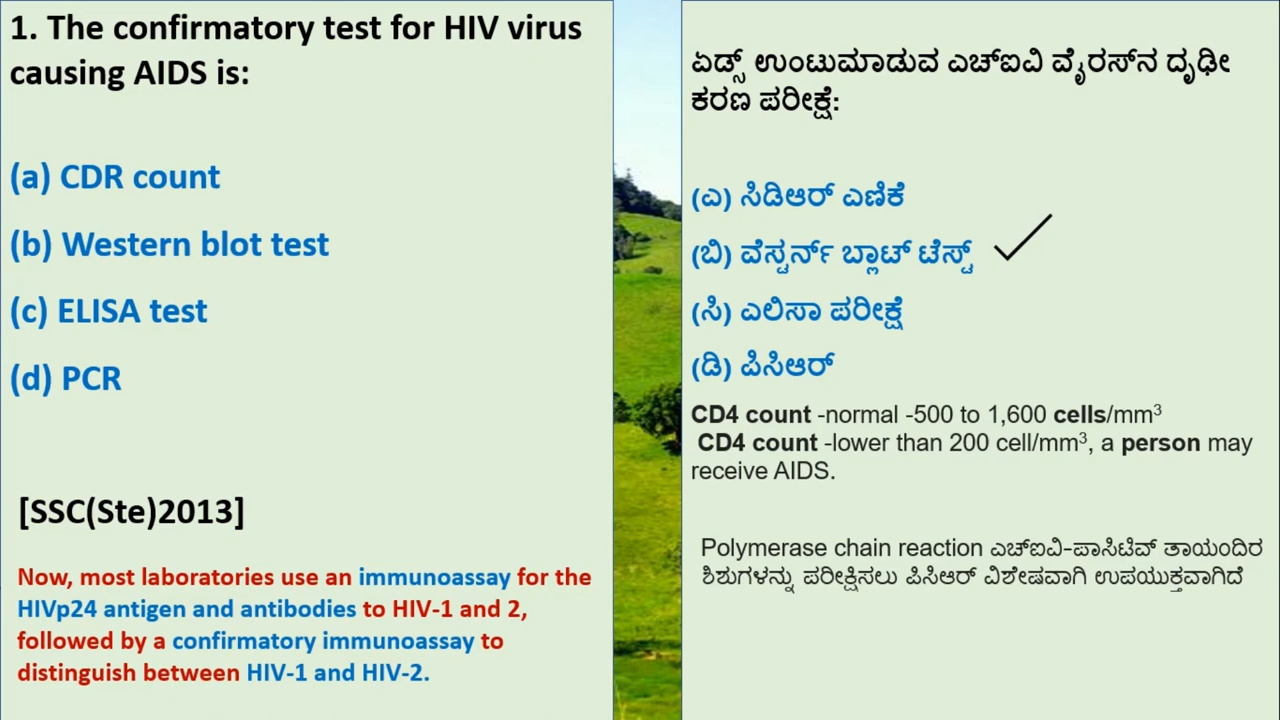 1. The confirmatory test for HIV virus
causing AIDS is:
(a) CDR count
(b) Western blot test
(c) ELISA test
(d) PCR
[SSC(Ste)2013]
Now, most laboratories use an immunoassay for the
HIVp24 antigen and antibodies to HIV-1 and 2,
followed by a confirmatory immunoassay to
distinguish between HIV-1 and HIV-2.
ಏಡ್ಸ್ ಉಂಟುಮಾಡುವ ಎಚ್ಐವಿ ವೈರಸ್‌ನ ದೃಢೀ
ಕರಣ ಪರೀಕ್ಷೆ:
(ಎ) ಸಿಡಿಆರ್ ಎಣಿಕೆ
(ಬಿ) ವೆಸ್ಟರ್ನ್ ಬ್ಲಾಟ್ ಟೆಸ್ಟ್
(ಸಿ) ಎಲಿಸಾ ಪರೀಕ್ಷೆ
(ಡಿ) ಪಿಸಿಆರ್
CD4 count -normal -500 to 1,600 cells/mm³
CD4 count -lower than 200 cell/mm³, a person may
receive AIDS.
Polymerase chain reaction ಎಚ್ಐವಿ-ಪಾಸಿಟಿವ್ ತಾಯಂದಿರ
ಶಿಶುಗಳನ್ನು ಪರೀಕ್ಷಿಸಲು ಪಿಸಿಆರ್ ವಿಶೇಷವಾಗಿ ಉಪಯುಕ್ತವಾಗಿದೆ